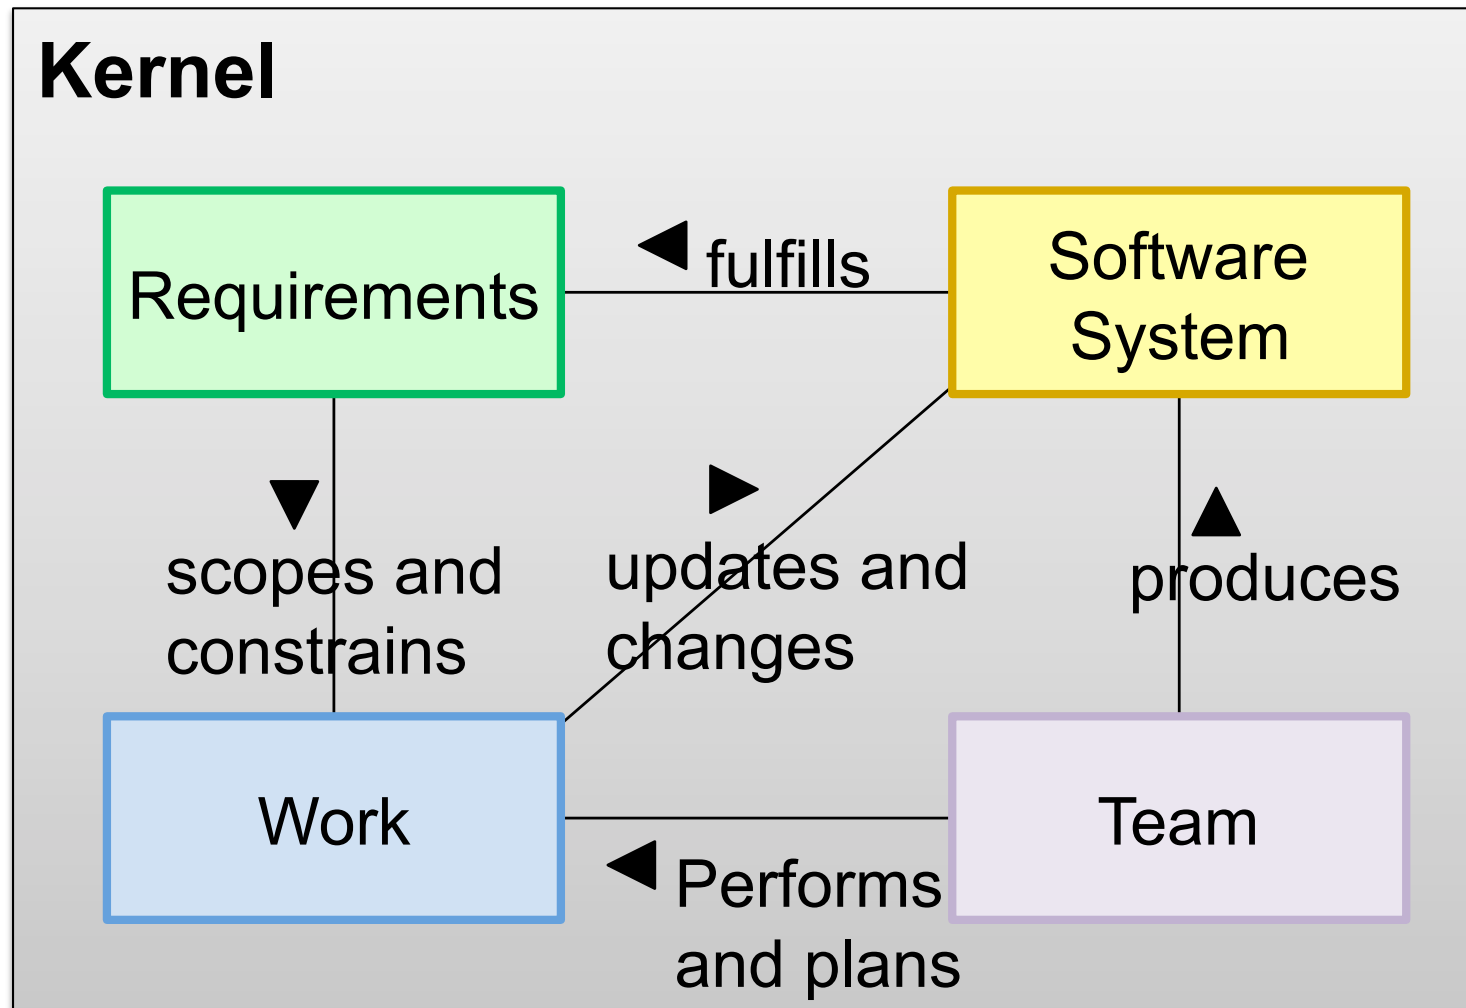 Kernel
Requirements
fulfills
Software
System
scopes and
constrains
updates and
changes
produces
Work
Team
Performs
and plans